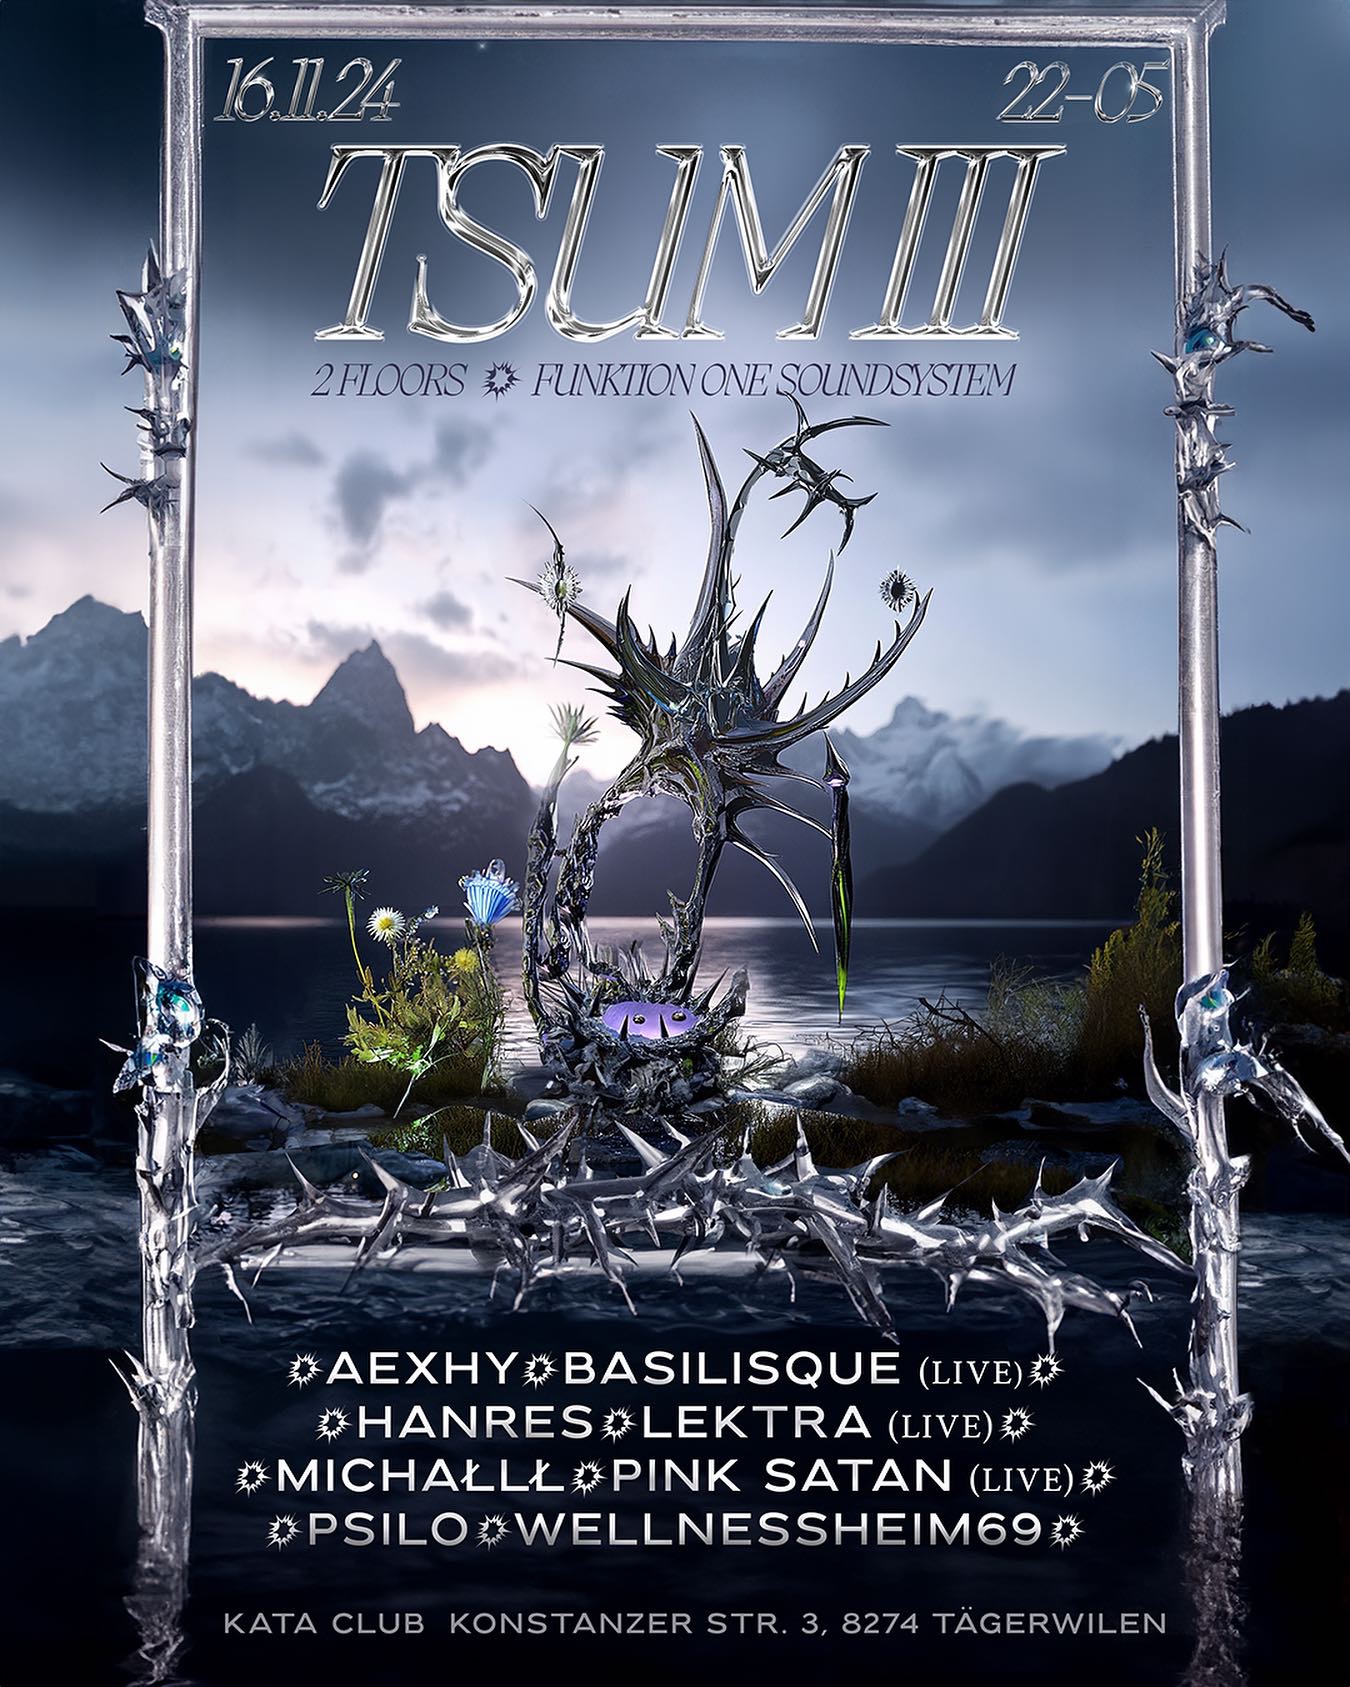 16.11.24
22-05
TSUM III
2 FLOORS FUNKTION ONE SOUNDSYSTEM
AEXHY BASILISQUE (LIVE)
HANRES LEKTRA (LIVE)
MICHAŁLŁ PINK SATAN (LIVE)
PSILO WELLNESSHEIM69
KATA CLUB KONSTANZER STR. 3, 8274 TÄGERWILEN